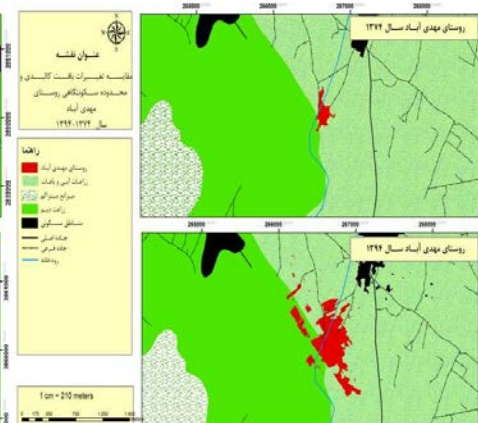 عنوان نقشه
مقایسه تغییرات بافت کالبدی و
محدوده سکونتگاهی روستای
مهدی آباد
سال ۱۳۷۴-۱۳۹۴
راهنما
روستای مهدی آباد
زراعت آبی و باغات
مراتع متراکم
زراعت دیم
مناطق مسکونی
جاده اصلی
جاده فرعی
رودخانه
1 cm = 210 meters
روستای مهدی آباد سال ۱۳۷۴
روستای مهدی آباد سال ۱۳۹۴